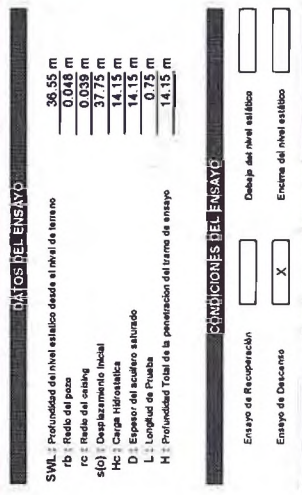 DATOS DEL ENSAYO
SWL : Profundidad del nivel estatico desde el nivel de terreno 36.55 m
rb : Radio del pozo 0.048 m
rc : Radio del caising 0.039 m
s(o) : Desplazamiento Inicial 37.75 m
Hc : Carga Hidrostatica 14.15 m
D : Espesor del acuifero saturado 14.15 m
L : Longitud de Prueba 0.75 m
H : Profundidad Total de la penetracion del tramo de ensayo 14.15 m
CONDICIONES DEL ENSAYO
Ensayo de Recuperación Debajo del nivel estático
Ensayo de Descenso X Encima del nivel estático